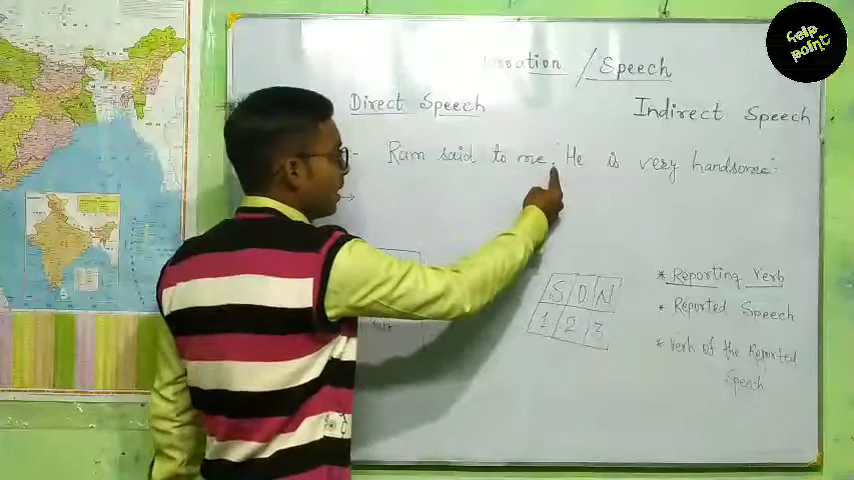 help
point
Speech
Direct Speech
Indirect Speech
Ram said to me. "He is very handsome".
S O N
1 2 3
* Reporting Verb
* Reported Speech
* Verb of the Reported
Speech